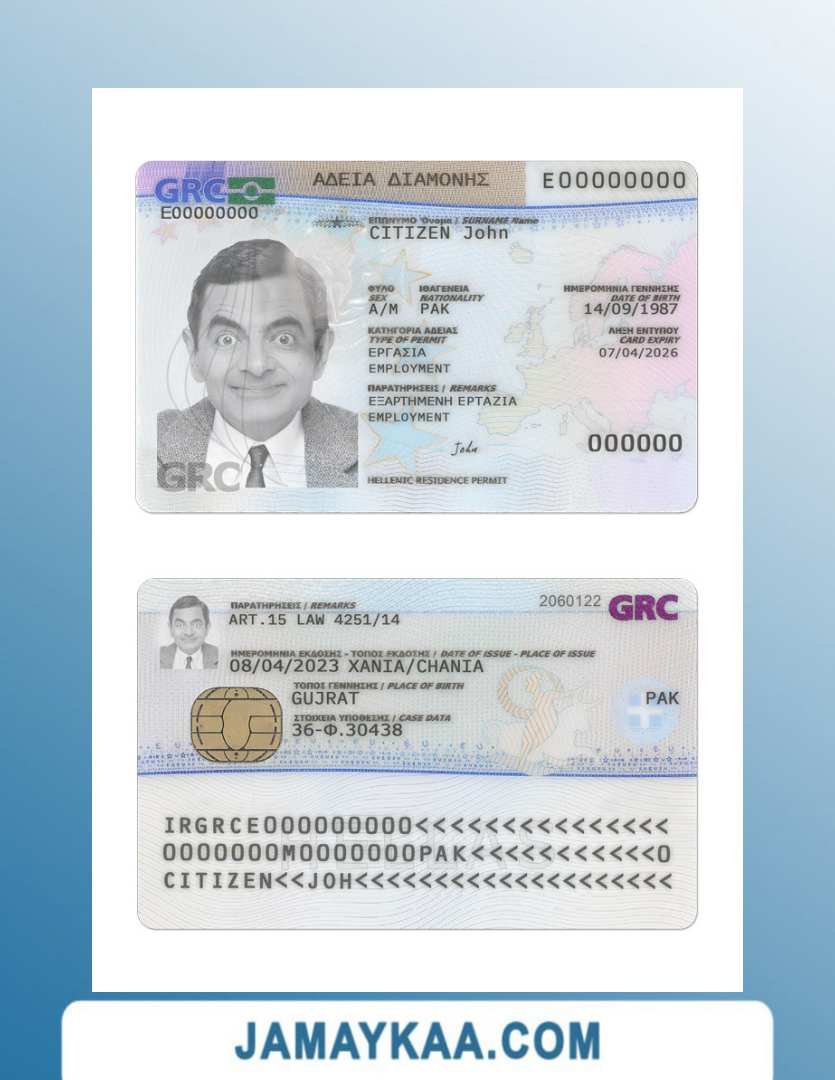 GRC
ΑΔΕΙΑ ΔΙΑΜΟΝΗΣ
E00000000
E00000000
ΕΠΩΝΥΜΟ Όνομα / SURNAME Name
CITIZEN John
ΦΥΛΟ ΙΘΑΓΕΝΕΙΑ ΗΜΕΡΟΜΗΝΙΑ ΓΕΝΝΗΣΗΣ
SEX NATIONALITY DATE OF BIRTH
A/M PAK 14/09/1987
ΚΑΤΗΓΟΡΙΑ ΑΔΕΙΑΣ ΛΗΞΗ ΕΝΤΥΠΟΥ
TYPE OF PERMIT CARD EXPIRY
ΕΡΓΑΣΙΑ 07/04/2026
EMPLOYMENT
ΠΑΡΑΤΗΡΗΣΕΙΣ / REMARKS
ΕΞΑΡΤΗΜΕΝΗ ΕΡΤΑΖΙΑ
EMPLOYMENT
John 000000
GRC
HELLENIC RESIDENCE PERMIT
ΠΑΡΑΤΗΡΗΣΕΙΣ / REMARKS 2060122 GRC
ART.15 LAW 4251/14
ΗΜΕΡΟΜΗΝΙΑ ΕΚΔΟΣΗΣ - ΤΟΠΟΣ ΕΚΔΟΣΗΣ / DATE OF ISSUE - PLACE OF ISSUE
08/04/2023 XANIA/CHANIA
ΤΟΠΟΣ ΓΕΝΝΗΣΗΣ / PLACE OF BIRTH
GUJRAT PAK
ΣΤΟΙΧΕΙΑ ΥΠΟΘΕΣΗΣ / CASE DATA
36-Φ.30438
IRGRCE0000000000<<<<<<<<<<<<<<<
0000000M0000000PAK<<<<<<<<<<<0
CITIZEN<<JOH<<<<<<<<<<<<<<<<<<<<
JAMAYKAA.COM